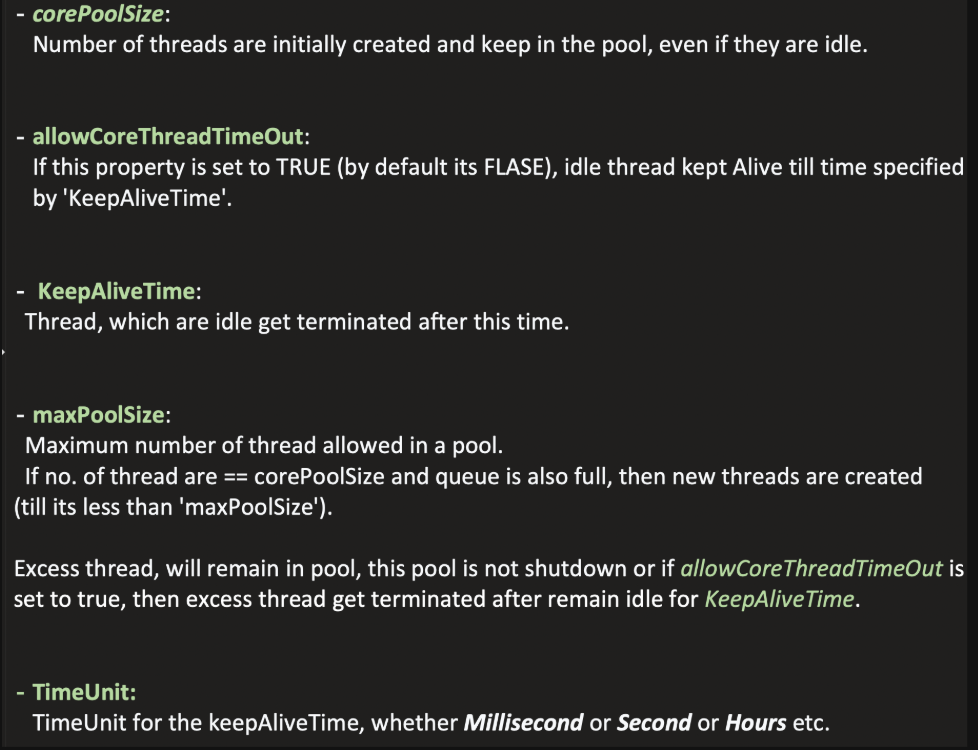 - corePoolSize:
Number of threads are initially created and keep in the pool, even if they are idle.
- allowCoreThreadTimeOut:
If this property is set to TRUE (by default its FLASE), idle thread kept Alive till time specified
by 'KeepAliveTime'.
- KeepAliveTime:
Thread, which are idle get terminated after this time.
- maxPoolSize:
Maximum number of thread allowed in a pool.
If no. of thread are == corePoolSize and queue is also full, then new threads are created
(till its less than 'maxPoolSize').
Excess thread, will remain in pool, this pool is not shutdown or if allowCoreThreadTimeOut is
set to true, then excess thread get terminated after remain idle for KeepAliveTime.
- TimeUnit:
TimeUnit for the keepAliveTime, whether Millisecond or Second or Hours etc.